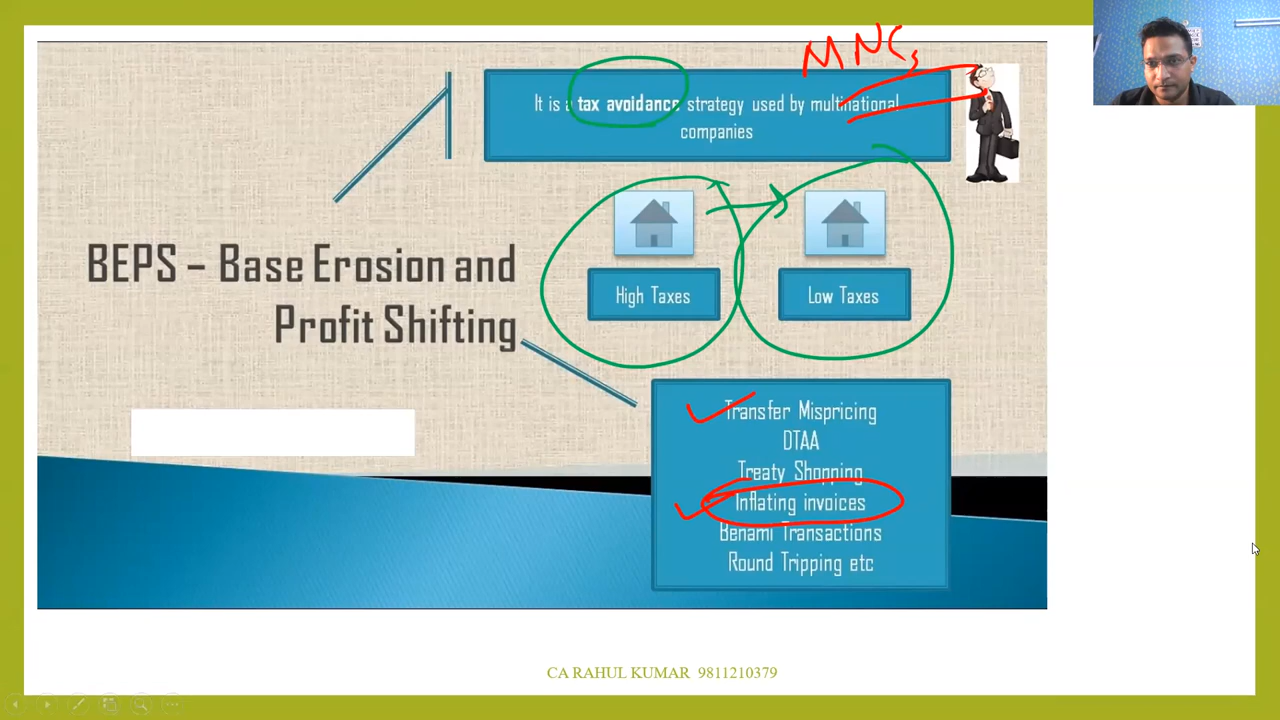 MNCs
It is a tax avoidance strategy used by multinational
companies
BEPS – Base Erosion and
Profit Shifting
High Taxes
Low Taxes
Transfer Mispricing
DTAA
Treaty Shopping
Inflating invoices
Benami Transactions
Round Tripping etc
CA RAHUL KUMAR 9811210379